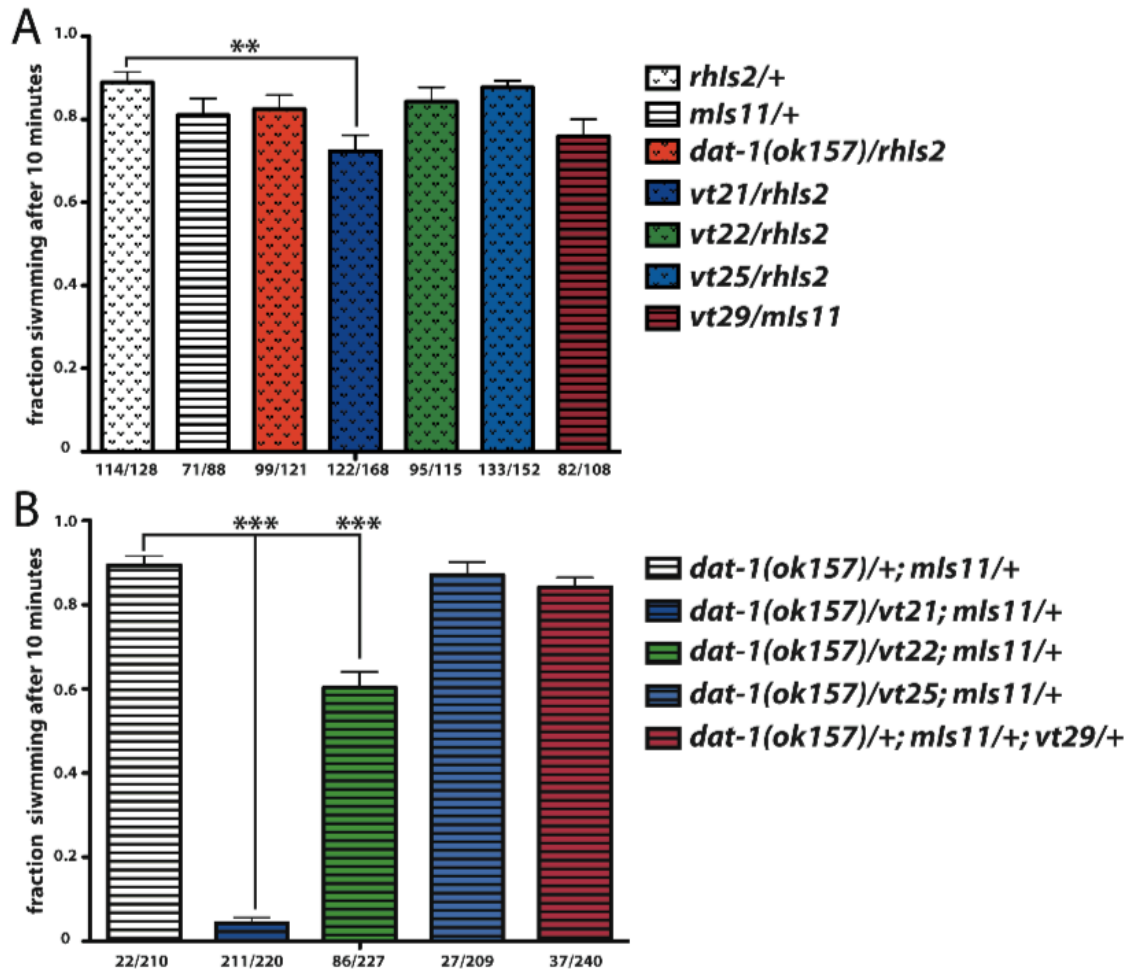 A
fraction siwmming after 10 minutes
1.0
0.8
0.6
0.4
0.2
0
**
114/128 71/88 99/121 122/168 95/115 133/152 82/108
rhIs2/+
mIs11/+
dat-1(ok157)/rhIs2
vt21/rhIs2
vt22/rhIs2
vt25/rhIs2
vt29/mIs11
B
fraction siwmming after 10 minutes
1.0
0.8
0.6
0.4
0.2
0
*** ***
22/210 211/220 86/227 27/209 37/240
dat-1(ok157)/+; mIs11/+
dat-1(ok157)/vt21; mIs11/+
dat-1(ok157)/vt22; mIs11/+
dat-1(ok157)/vt25; mIs11/+
dat-1(ok157)/+; mIs11/+; vt29/+